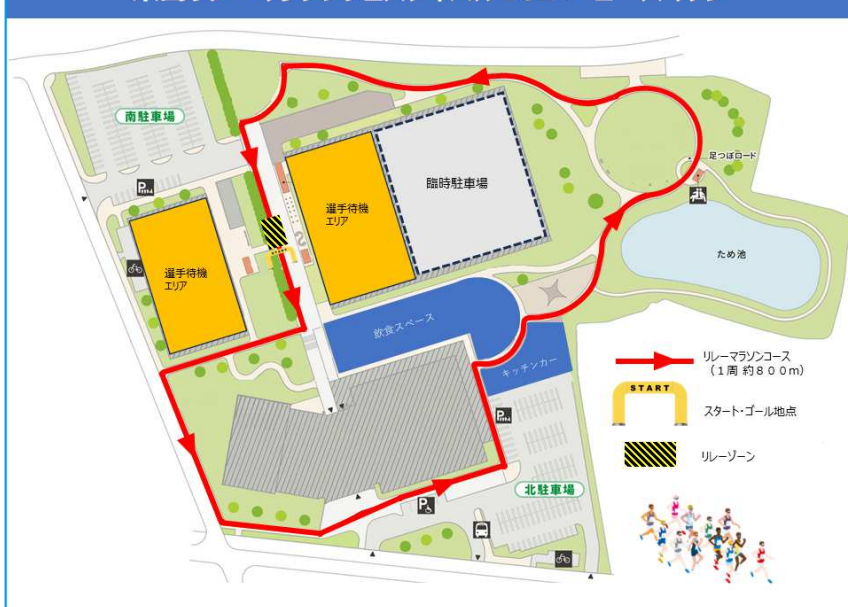 南駐車場
選手待機
エリア
臨時駐車場
足つぼロード
選手待機
エリア
ため池
飲食スペース
キッチンカー
リレーマラソンコース
（１周 約８００ｍ）
START
スタート・ゴール地点
リレーゾーン
北駐車場
P
P
P